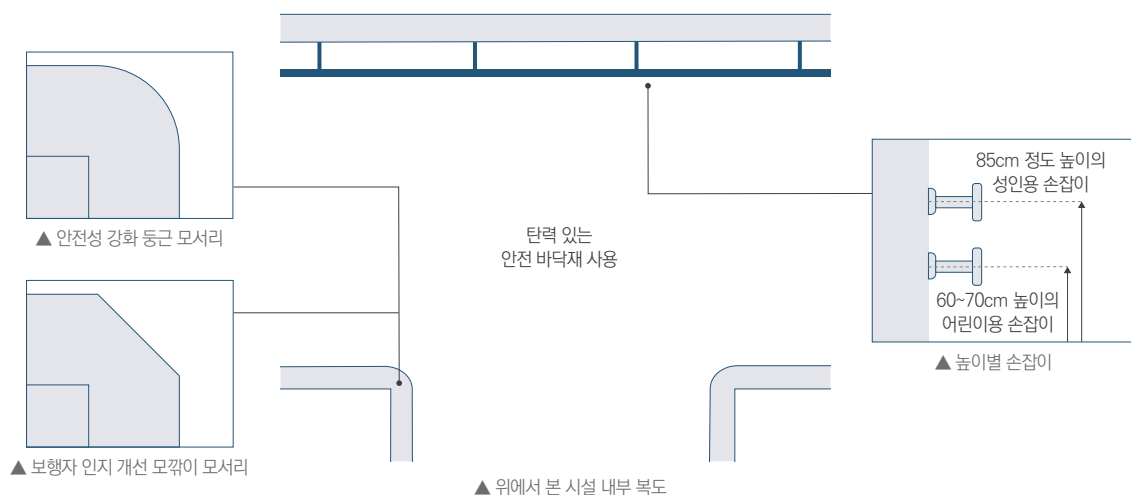 ▲ 안전성 강화 둥근 모서리
▲ 보행자 인지 개선 모깎이 모서리
탄력 있는
안전 바닥재 사용
▲ 위에서 본 시설 내부 복도
85cm 정도 높이의
성인용 손잡이
60~70cm 높이의
어린이용 손잡이
▲ 높이별 손잡이